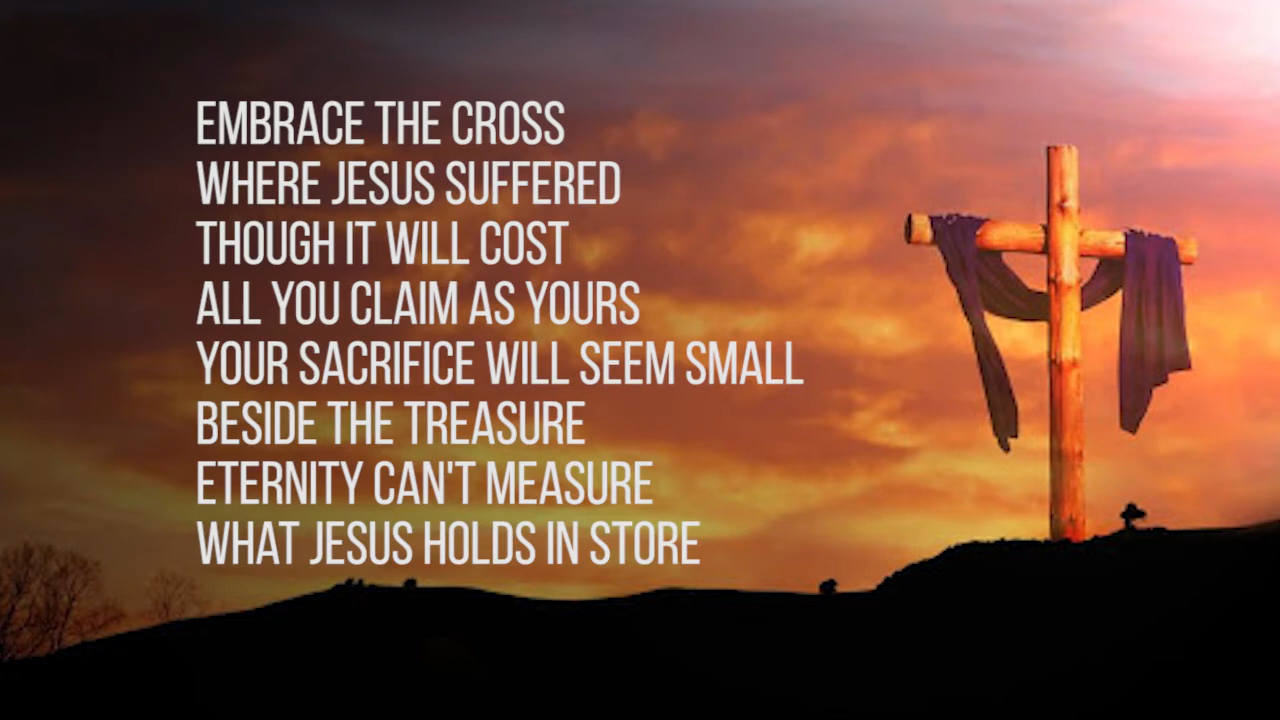 EMBRACE THE CROSS
WHERE JESUS SUFFERED
THOUGH IT WILL COST
ALL YOU CLAIM AS YOURS
YOUR SACRIFICE WILL SEEM SMALL
BESIDE THE TREASURE
ETERNITY CAN'T MEASURE
WHAT JESUS HOLDS IN STORE